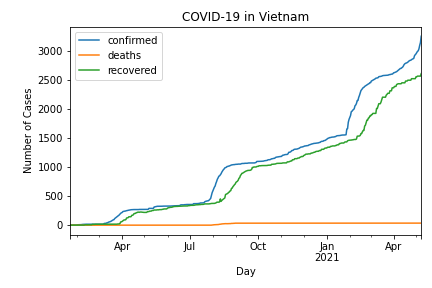 COVID-19 in Vietnam
confirmed
deaths
recovered
Number of Cases
3000
2500
2000
1500
1000
500
0
Apr
Jul
Oct
Jan
2021
Apr
Day